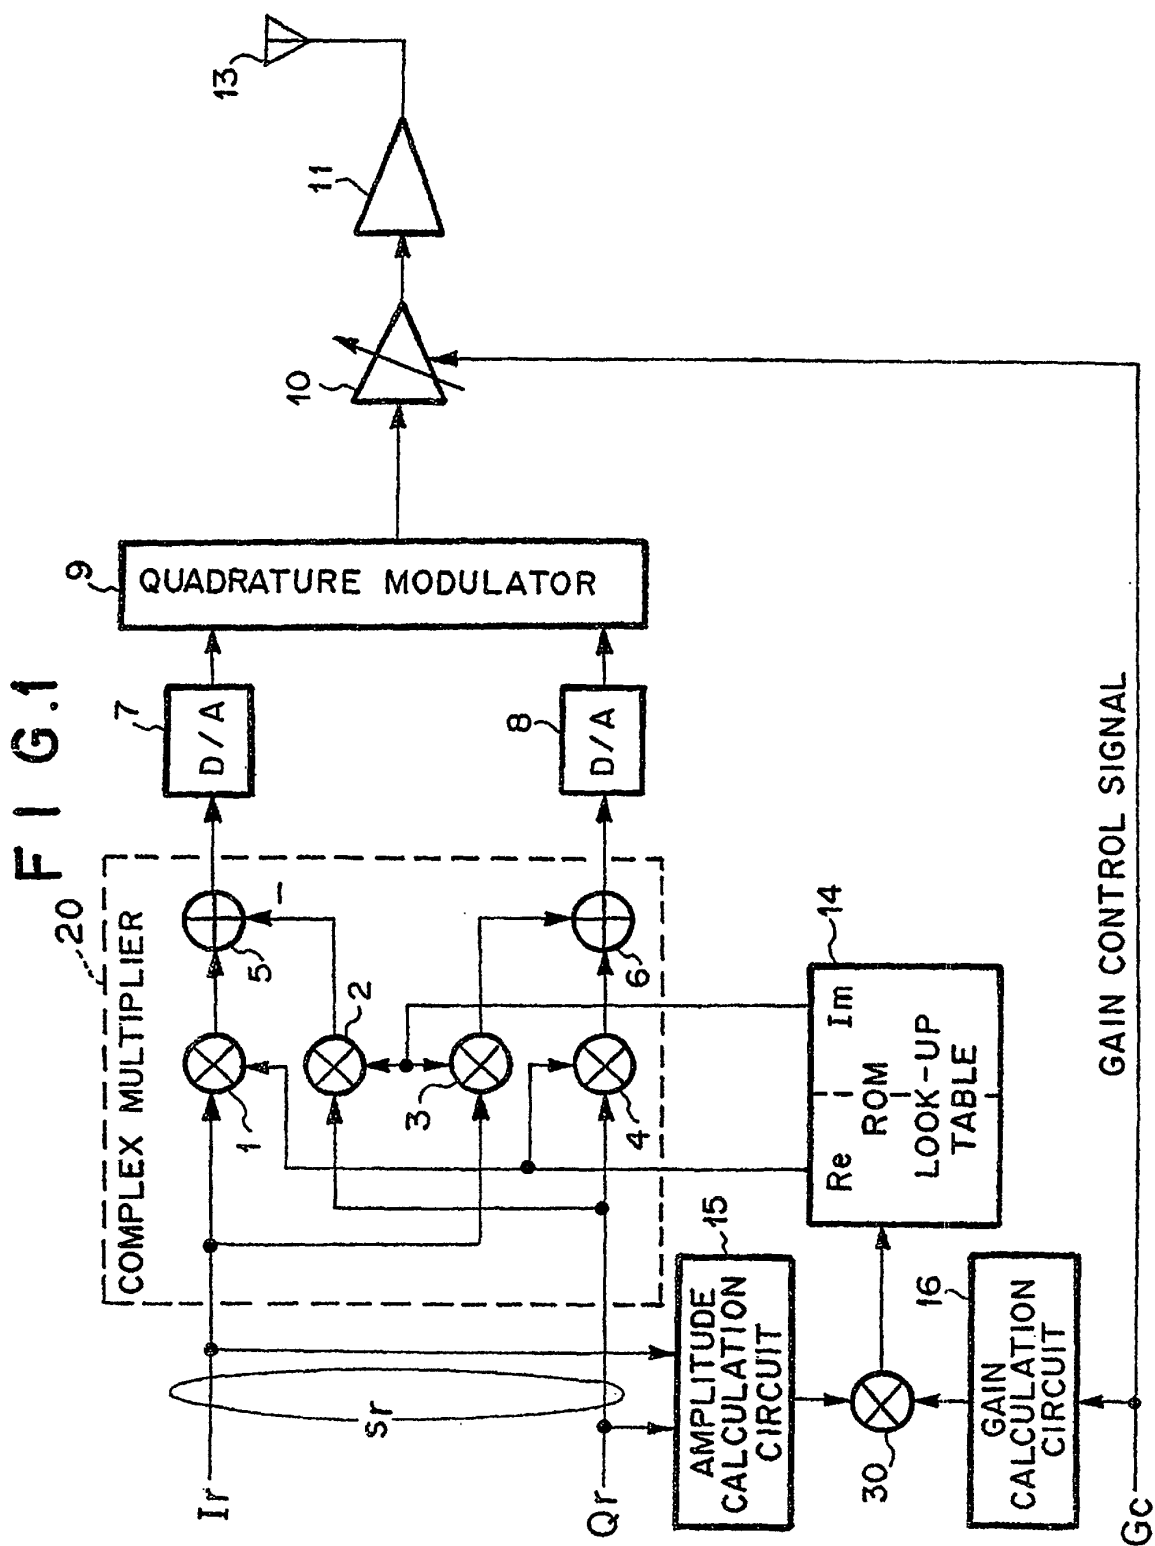 FIG.1
20
COMPLEX MULTIPLIER
Ir
Qr
sr
1
2
3
4
5
−
6
7
D/A
8
D/A
9
QUADRATURE MODULATOR
10
11
13
15
AMPLITUDE
CALCULATION
CIRCUIT
14
Re
Im
ROM
LOOK-UP
TABLE
30
16
GAIN
CALCULATION
CIRCUIT
Gc
GAIN CONTROL SIGNAL